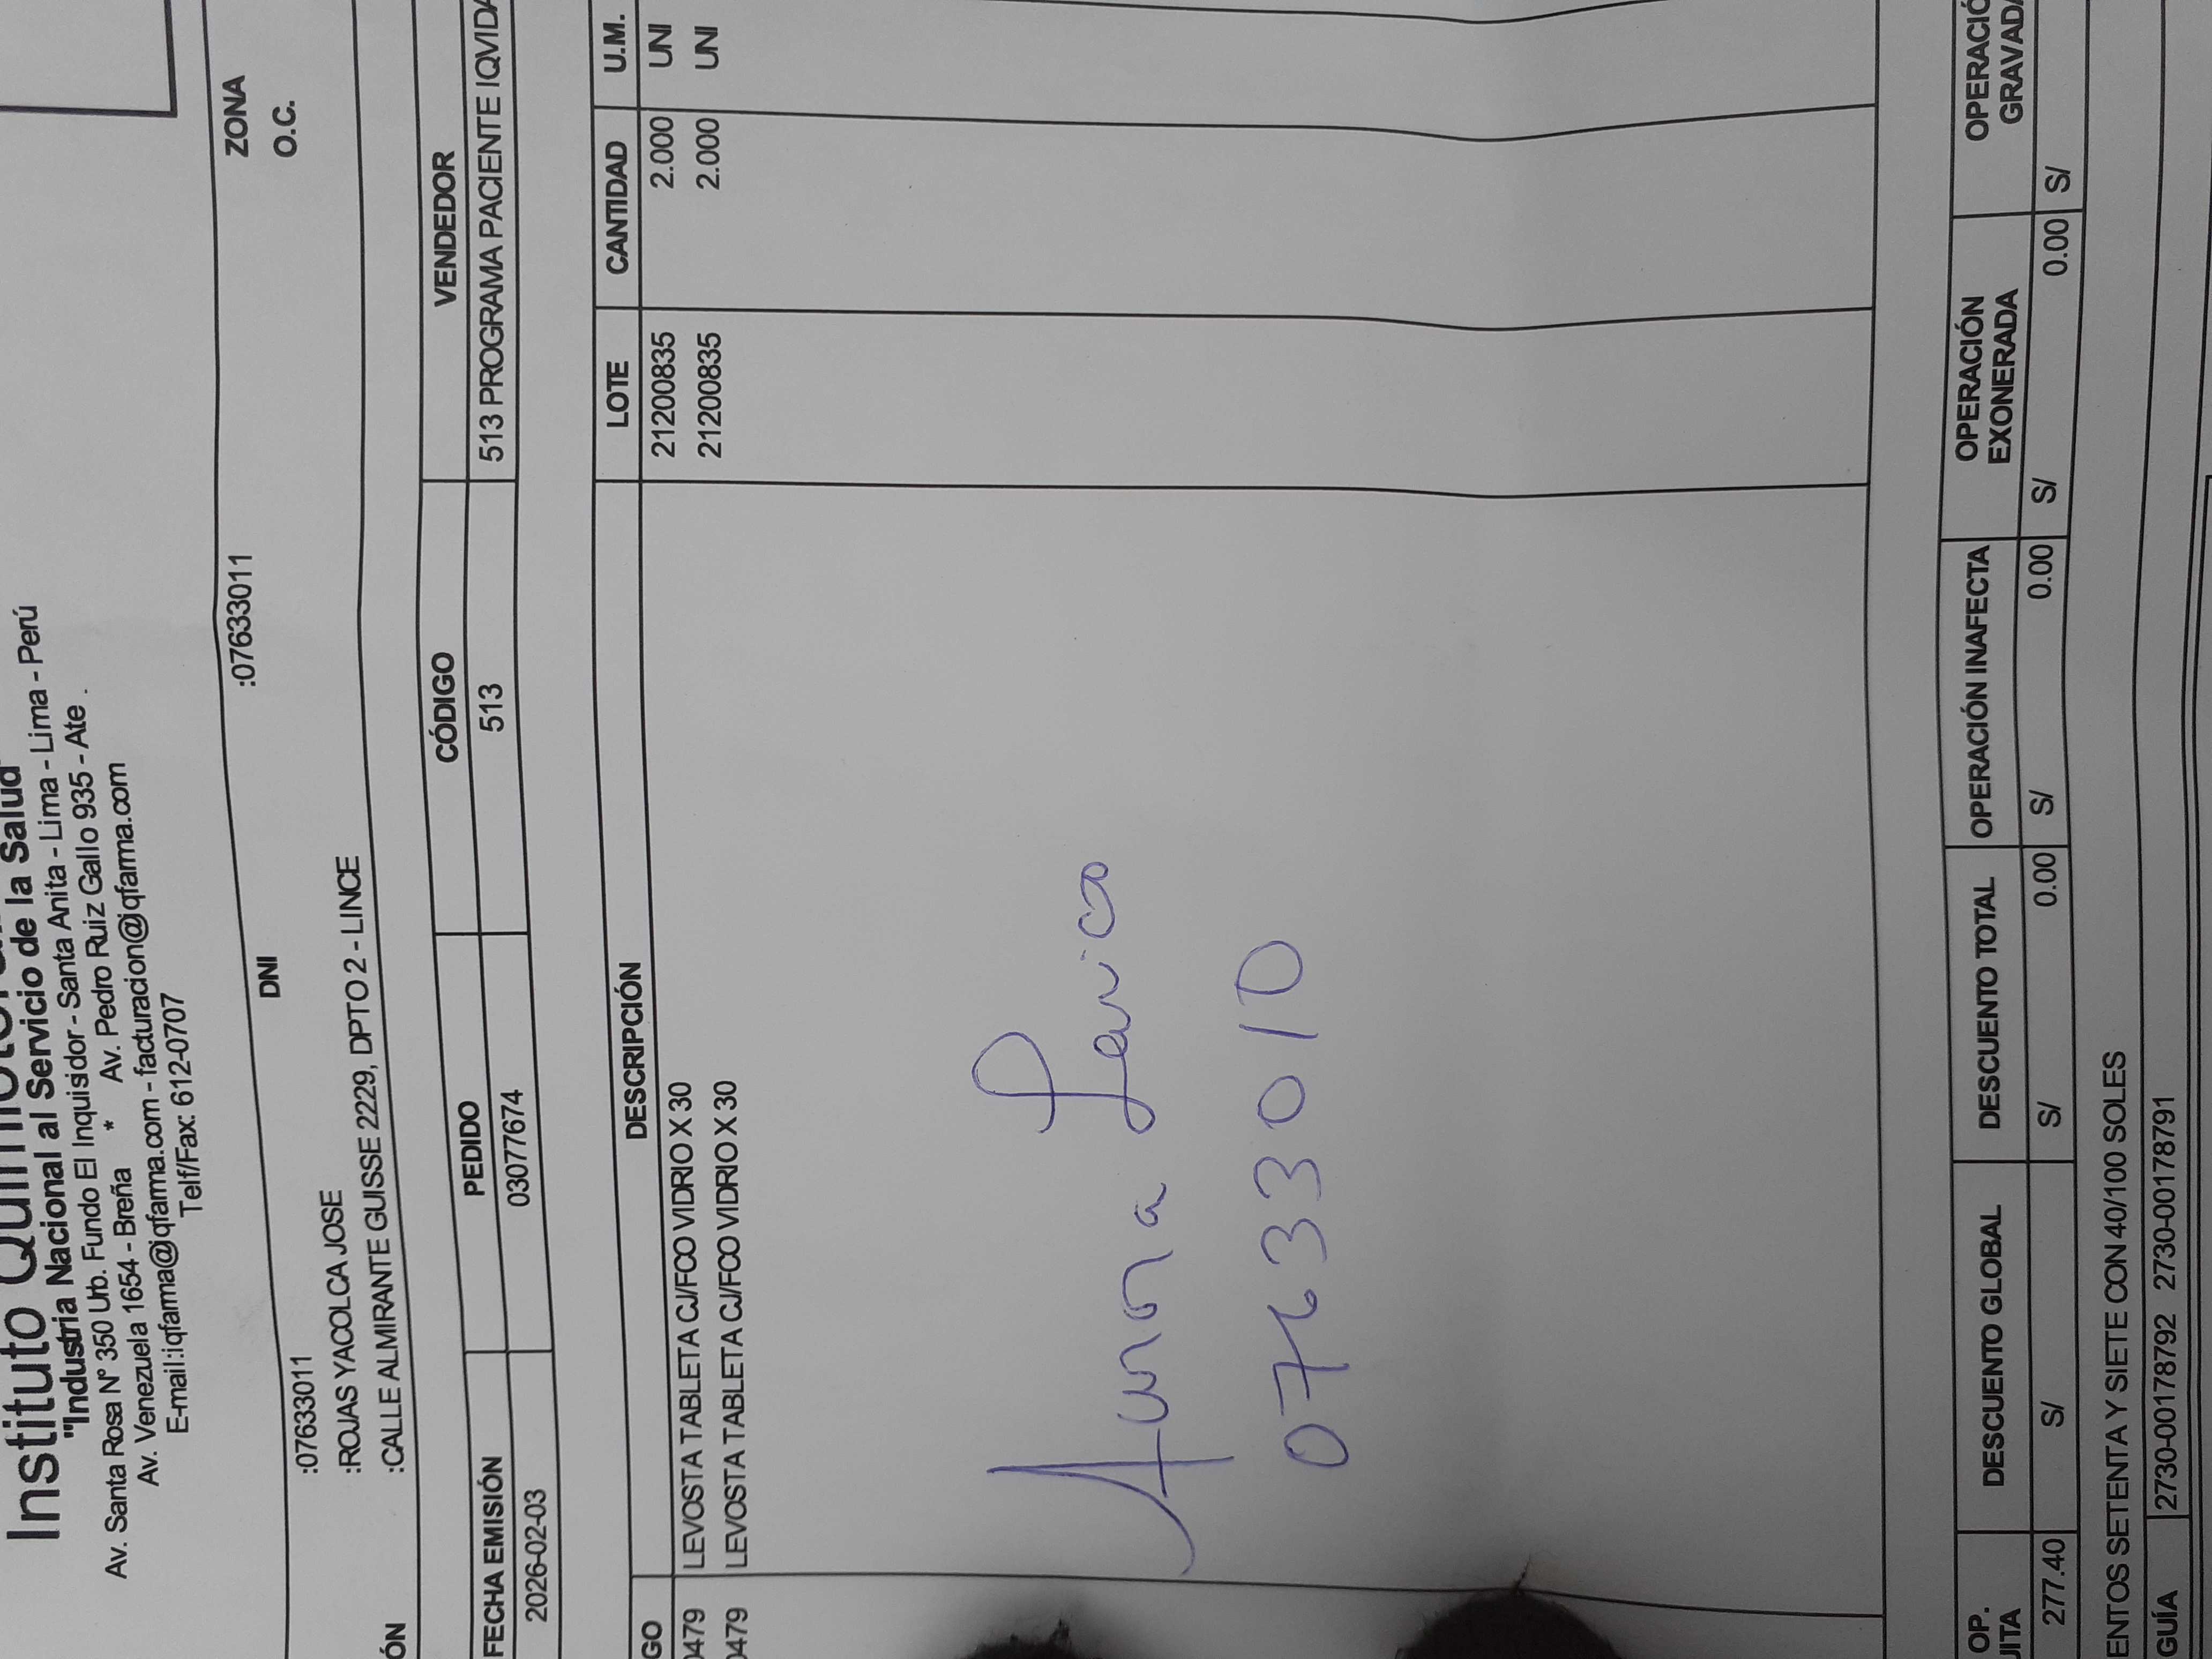 Instituto
"Industria Nacional al Servicio de la Salud"
Av. Santa Rosa Nº 350 Urb. Fundo El Inquisidor - Santa Anita - Lima - Lima - Perú
Av. Venezuela 1654 - Breña * Av. Pedro Ruiz Gallo 935 - Ate .
E-mail:iqfarma@iqfarma.com - facturacion@iqfarma.com
Telf/Fax: 612-0707
:07633011 DNI :07633011 ZONA
:ROJAS YACOLCA JOSE O.C.
ÓN :CALLE ALMIRANTE GUISSE 2229, DPTO 2 - LINCE
FECHA EMISIÓN PEDIDO CÓDIGO VENDEDOR
2026-02-03 03077674 513 513 PROGRAMA PACIENTE IQVIDA
GO DESCRIPCIÓN LOTE CANTIDAD U.M.
0479 LEVOSTA TABLETA CJ/FCO VIDRIO X 30 21200835 2.000 UNI
0479 LEVOSTA TABLETA CJ/FCO VIDRIO X 30 21200835 2.000 UNI
07633010
OP. DESCUENTO GLOBAL DESCUENTO TOTAL OPERACIÓN INAFECTA OPERACIÓN EXONERADA OPERACIÓ
UITA GRAVADA
277.40 S/ S/ 0.00 S/ 0.00 S/ 0.00 S/
ENTOS SETENTA Y SIETE CON 40/100 SOLES
GUÍA 2730-00178792 2730-00178791